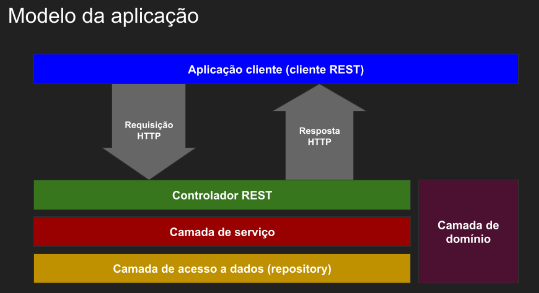 Modelo da aplicação
Aplicação cliente (cliente REST)
Requisição
HTTP
Resposta
HTTP
Controlador REST
Camada de serviço
Camada de acesso a dados (repository)
Camada de
domínio